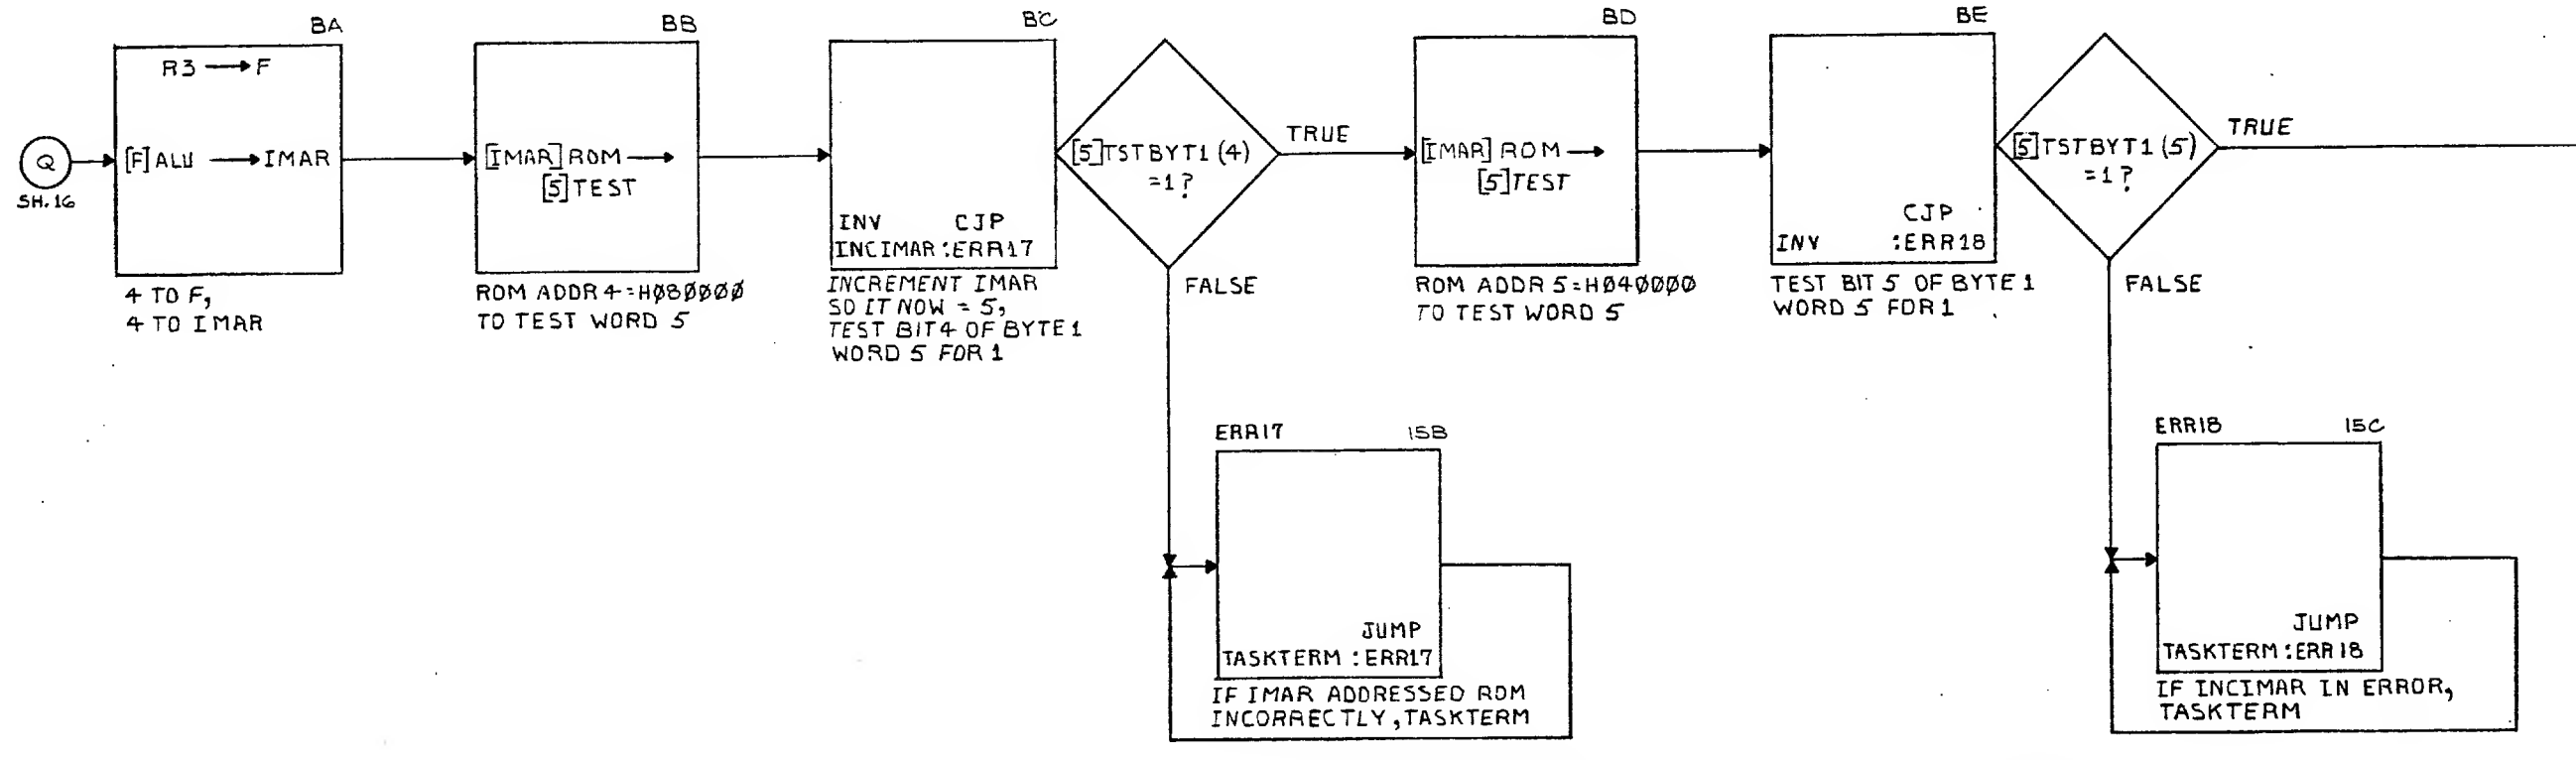 Q
SH.16
BA
R3 → F
[F]ALU → IMAR
4 TO F,
4 TO IMAR
BB
[IMAR]ROM →
[5]TEST
ROM ADDR 4=H080000
TO TEST WORD 5
BC
INV CJP
INCIMAR:ERR17
INCREMENT IMAR
SO IT NOW = 5,
TEST BIT4 OF BYTE1
WORD 5 FOR 1
[5]TSTBYT1(4)
=1?
TRUE
FALSE
ERR17 15B
JUMP
TASKTERM :ERR17
IF IMAR ADDRESSED ROM
INCORRECTLY,TASKTERM
BD
[IMAR]ROM →
[5]TEST
ROM ADDR 5=H040000
TO TEST WORD 5
BE
CJP
INV :ERR18
TEST BIT 5 OF BYTE 1
WORD 5 FOR 1
[5]TSTBYT1(5)
=1?
TRUE
FALSE
ERR18 15C
JUMP
TASKTERM:ERR18
IF INCIMAR IN ERROR,
TASKTERM